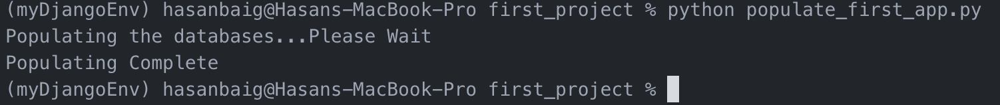 (myDjangoEnv) hasanbaig@Hasans-MacBook-Pro first_project % python populate_first_app.py
Populating the databases...Please Wait
Populating Complete
(myDjangoEnv) hasanbaig@Hasans-MacBook-Pro first_project %